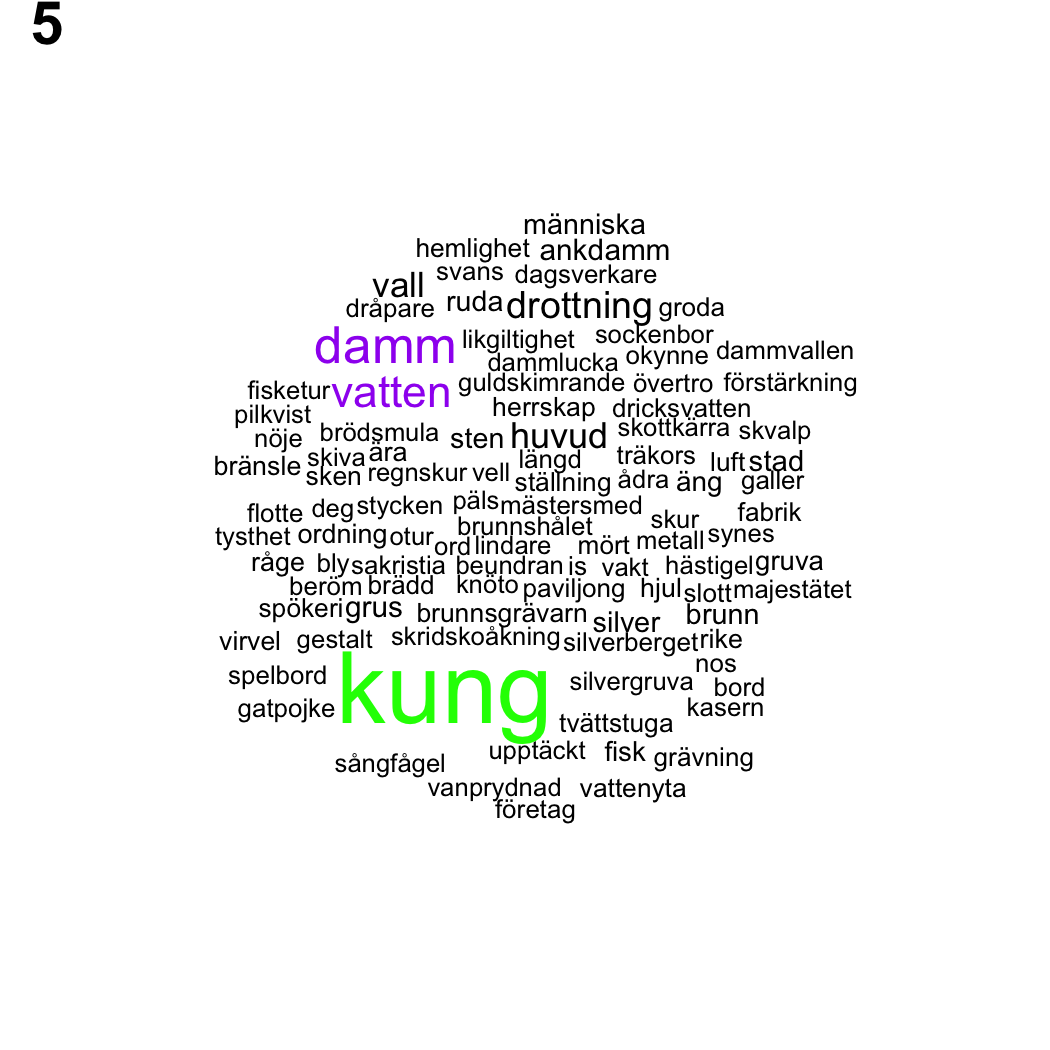 5
människa
hemlighet ankdamm
svans dagsverkare
vall
dråpare ruda drottning groda
damm likgiltighet sockenbor
dammlucka okynne dammvallen
fisketur vatten guldskimrande övertro förstärkning
pilkvist herrskap dricksvatten
nöje brödsmula sten huvud skottkärra skvalp
bränsle skiva ära längd träkors luft stad
sken regnskur vell ställning ådra äng galler
flotte deg stycken päls mästersmed skur fabrik
tysthet ordning otur brunnshålet metall synes
ord lindare mört
råge bly sakristia beundran is vakt hästigel gruva
beröm brädd knöto paviljong hjul slott majestätet
spökeri grus brunnsgrävarn silver brunn
virvel gestalt skridskoåkning silverberget rike
spelbord kung silvergruva nos bord
gatpojke tvättstuga kasern
sångfågel upptäckt fisk grävning
vanprydnad vattenyta
företag